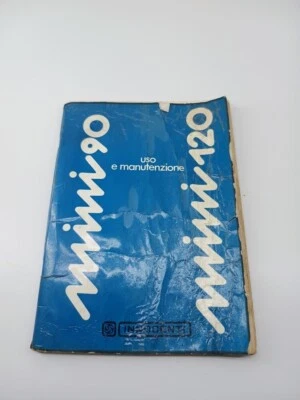 mini 90
uso
e manutenzione
mini 120
INNOCENTI